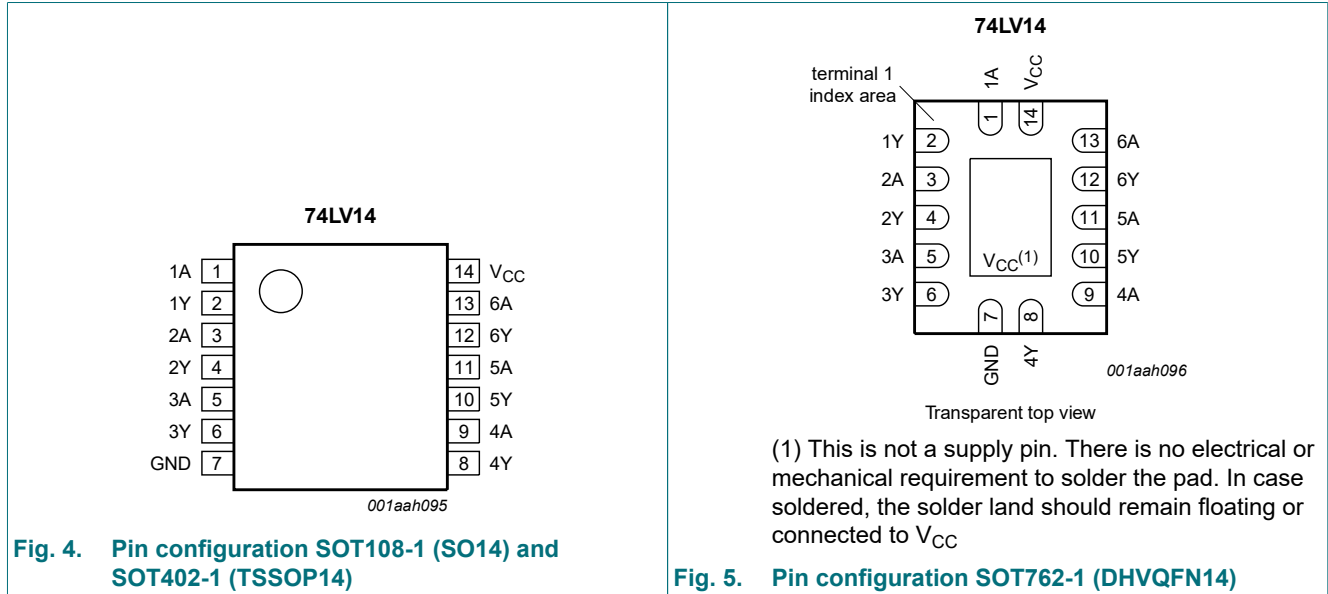 74LV14
1A 1
1Y 2
2A 3
2Y 4
3A 5
3Y 6
GND 7
14 VCC
13 6A
12 6Y
11 5A
10 5Y
9 4A
8 4Y
001aah095
Fig. 4. Pin configuration SOT108-1 (SO14) and
SOT402-1 (TSSOP14)
74LV14
terminal 1
index area
1A
VCC
1
14
1Y 2
2A 3
2Y 4
3A 5
3Y 6
13 6A
12 6Y
11 5A
10 5Y
9 4A
VCC(1)
7
8
GND
4Y
001aah096
Transparent top view
(1) This is not a supply pin. There is no electrical or
mechanical requirement to solder the pad. In case
soldered, the solder land should remain floating or
connected to VCC
Fig. 5. Pin configuration SOT762-1 (DHVQFN14)